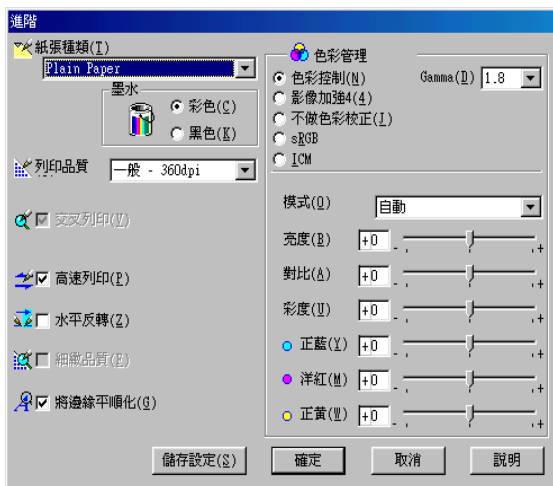 進階
紙張種類(T)
Plain Paper
墨水
彩色(C)
黑色(K)
列印品質
一般 - 360dpi
交叉列印(V)
高速列印(P)
水平反轉(Z)
細緻品質(E)
將邊緣平順化(G)
色彩管理
色彩控制(N)
Gamma(D) 1.8
影像加強4(4)
不做色彩校正(J)
sRGB
ICM
模式(O) 自動
亮度(B) +0 - +
對比(A) +0 - +
彩度(U) +0 - +
正藍(Y) +0 - +
洋紅(M) +0 - +
正黃(W) +0 - +
儲存設定(S) 確定 取消 說明